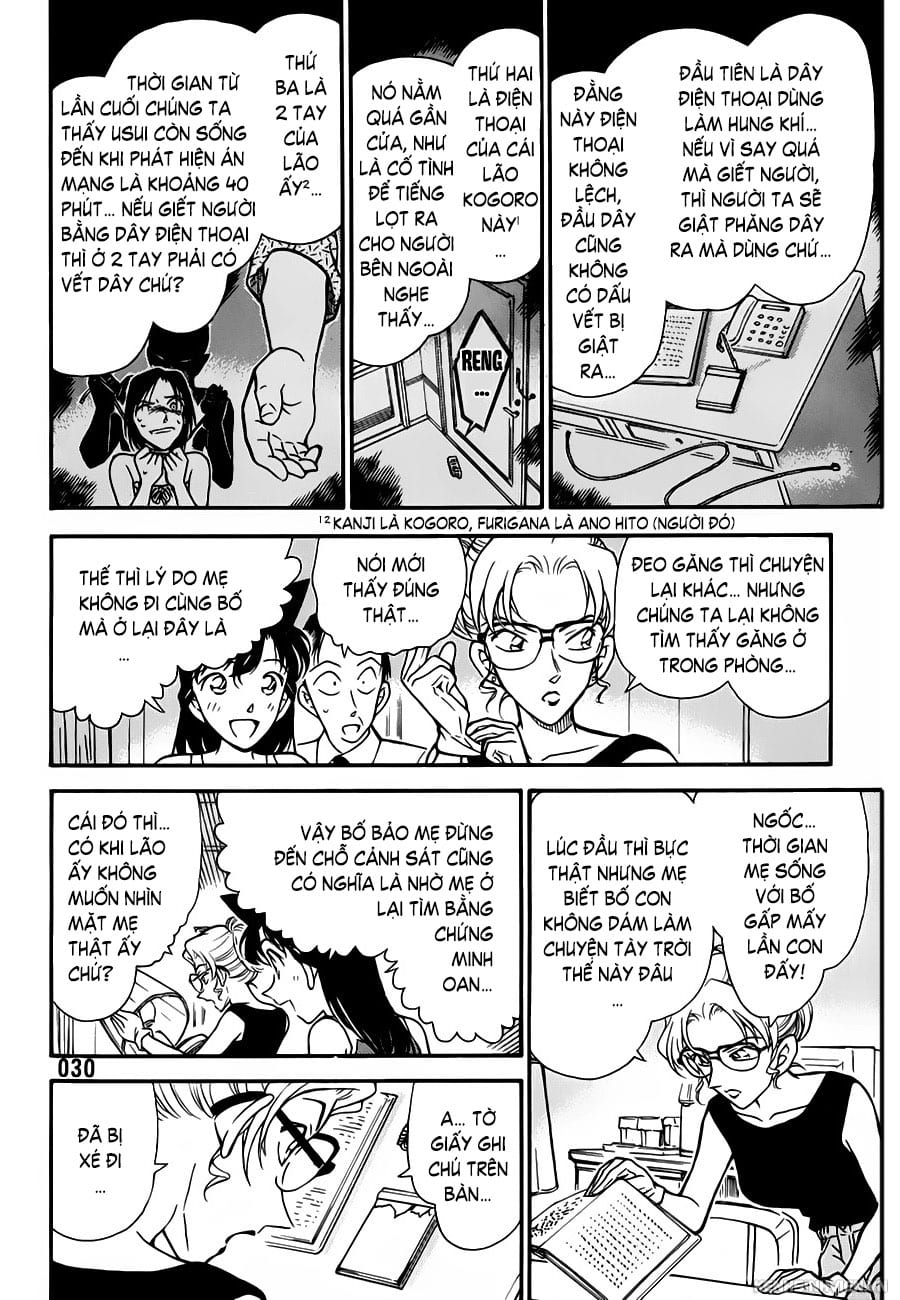 ĐẦU TIÊN LÀ DÂY
ĐIỆN THOẠI DÙNG
LÀM HUNG KHÍ...
NẾU VÌ SAY QUÁ
MÀ GIẾT NGƯỜI,
THÌ NGƯỜI TA SẼ
GIẬT PHĂNG DÂY
RA MÀ DÙNG CHỨ...
ĐẰNG
NÀY ĐIỆN
THOẠI
KHÔNG
LỆCH,
ĐẦU DÂY
CŨNG
KHÔNG
CÓ DẤU
VẾT BỊ
GIẬT
RA...
THỨ HAI
LÀ ĐIỆN
THOẠI
CỦA CÁI
LÃO
KOGORO
NÀY¹
...
NÓ NẰM
QUÁ GẦN
CỬA, NHƯ
LÀ CỐ TÌNH
ĐỂ TIẾNG
LỌT RA
CHO NGƯỜI
BÊN NGOÀI
NGHE
THẤY...
RENG
...
THỨ
BA LÀ
2 TAY
CỦA
LÃO
ẤY²...
THỜI GIAN TỪ
LẦN CUỐI CHÚNG TA
THẤY USUI CÒN SỐNG
ĐẾN KHI PHÁT HIỆN ÁN
MẠNG LÀ KHOẢNG 40
PHÚT... NẾU GIẾT NGƯỜI
BẰNG DÂY ĐIỆN THOẠI
THÌ Ở 2 TAY PHẢI CÓ
VẾT DÂY CHỨ?
¹²KANJI LÀ KOGORO, FURIGANA LÀ ANO HITO (NGƯỜI ĐÓ)
ĐEO GĂNG THÌ CHUYỆN
LẠI KHÁC... NHƯNG
CHÚNG TA LẠI KHÔNG
TÌM THẤY GĂNG Ở
TRONG PHÒNG...
NÓI MỚI
THẤY ĐÚNG
THẬT...
THẾ THÌ LÝ DO MẸ
KHÔNG ĐI CÙNG BỐ
MÀ Ở LẠI ĐÂY LÀ
...
NGỐC...
THỜI GIAN
MẸ SỐNG
VỚI BỐ
GẤP MẤY
LẦN CON
ĐẤY!
LÚC ĐẦU THÌ BỰC
THẬT NHƯNG MẸ
BIẾT BỐ CON
KHÔNG DÁM LÀM
CHUYỆN TÀY TRỜI
THẾ NÀY ĐÂU
...
VẬY BỐ BẢO MẸ ĐỪNG
ĐẾN CHỖ CẢNH SÁT CŨNG
CÓ NGHĨA LÀ NHỜ MẸ Ở
LẠI TÌM BẰNG
CHỨNG
MINH
OAN...
CÁI ĐÓ THÌ...
CÓ KHI LÃO
ẤY KHÔNG
MUỐN NHÌN
MẶT MẸ
THẬT ẤY
CHỨ?
030
A... TỜ
GIẤY GHI
CHÚ TRÊN
BÀN...
ĐÃ BỊ
XÉ ĐI
...